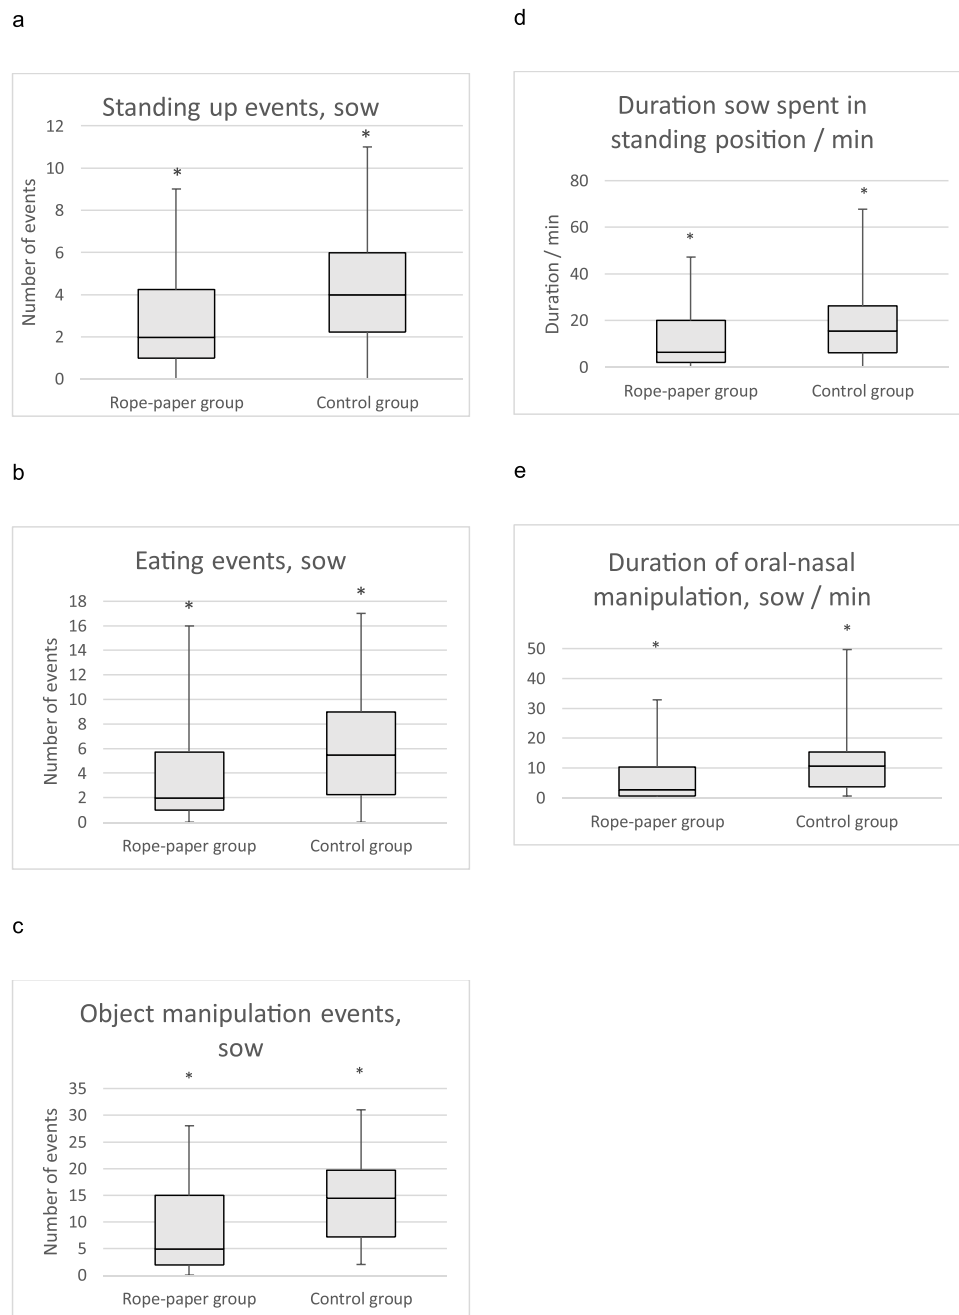 a
Standing up events, sow
Number of events
12
*
10
*
8
6
4
2
0
Rope-paper group
Control group
b
Eating events, sow
Number of events
18
*
*
16
14
12
10
8
6
4
2
0
Rope-paper group
Control group
c
Object manipulation events,
sow
Number of events
*
*
35
30
25
20
15
10
5
0
Rope-paper group
Control group
d
Duration sow spent in
standing position / min
Duration / min
80
*
60
*
40
20
0
Rope-paper group
Control group
e
Duration of oral-nasal
manipulation, sow / min
*
*
50
40
30
20
10
0
Rope-paper group
Control group